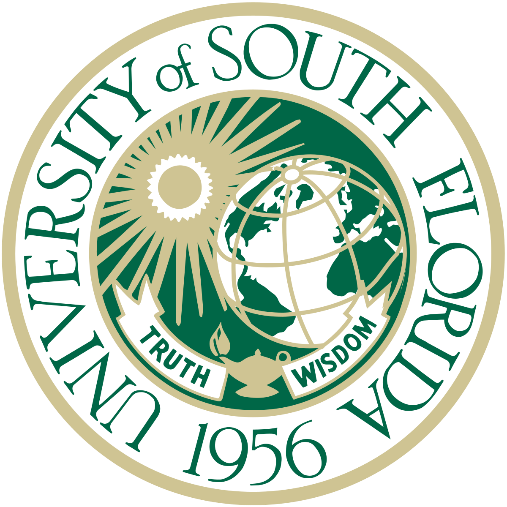 UNIVERSITY of SOUTH FLORIDA
TRUTH
WISDOM
1956